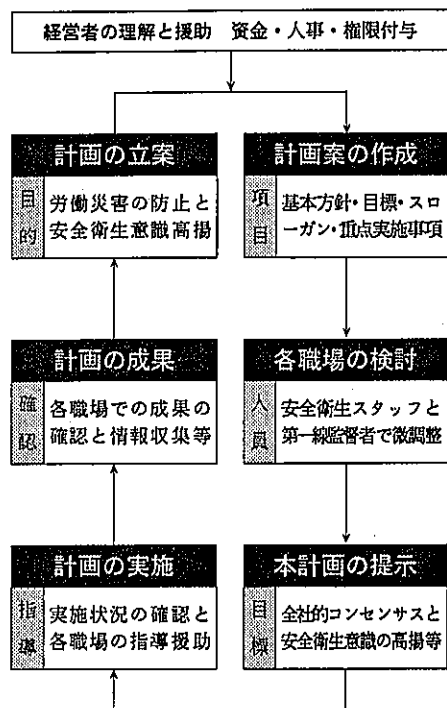 経営者の理解と援助 資金・人事・権限付与
計画の立案
目的
労働災害の防止と
安全衛生意識高揚
計画案の作成
項目
基本方針・目標・スロ
ーガン・重点実施事項
計画の成果
確認
各職場での成果の
確認と情報収集等
各職場の検討
人員
安全衛生スタッフと
第一線監督者で微調整
計画の実施
指導
実施状況の確認と
各職場の指導援助
本計画の提示
目標
全社的コンセンサスと
安全衛生意識の高揚等